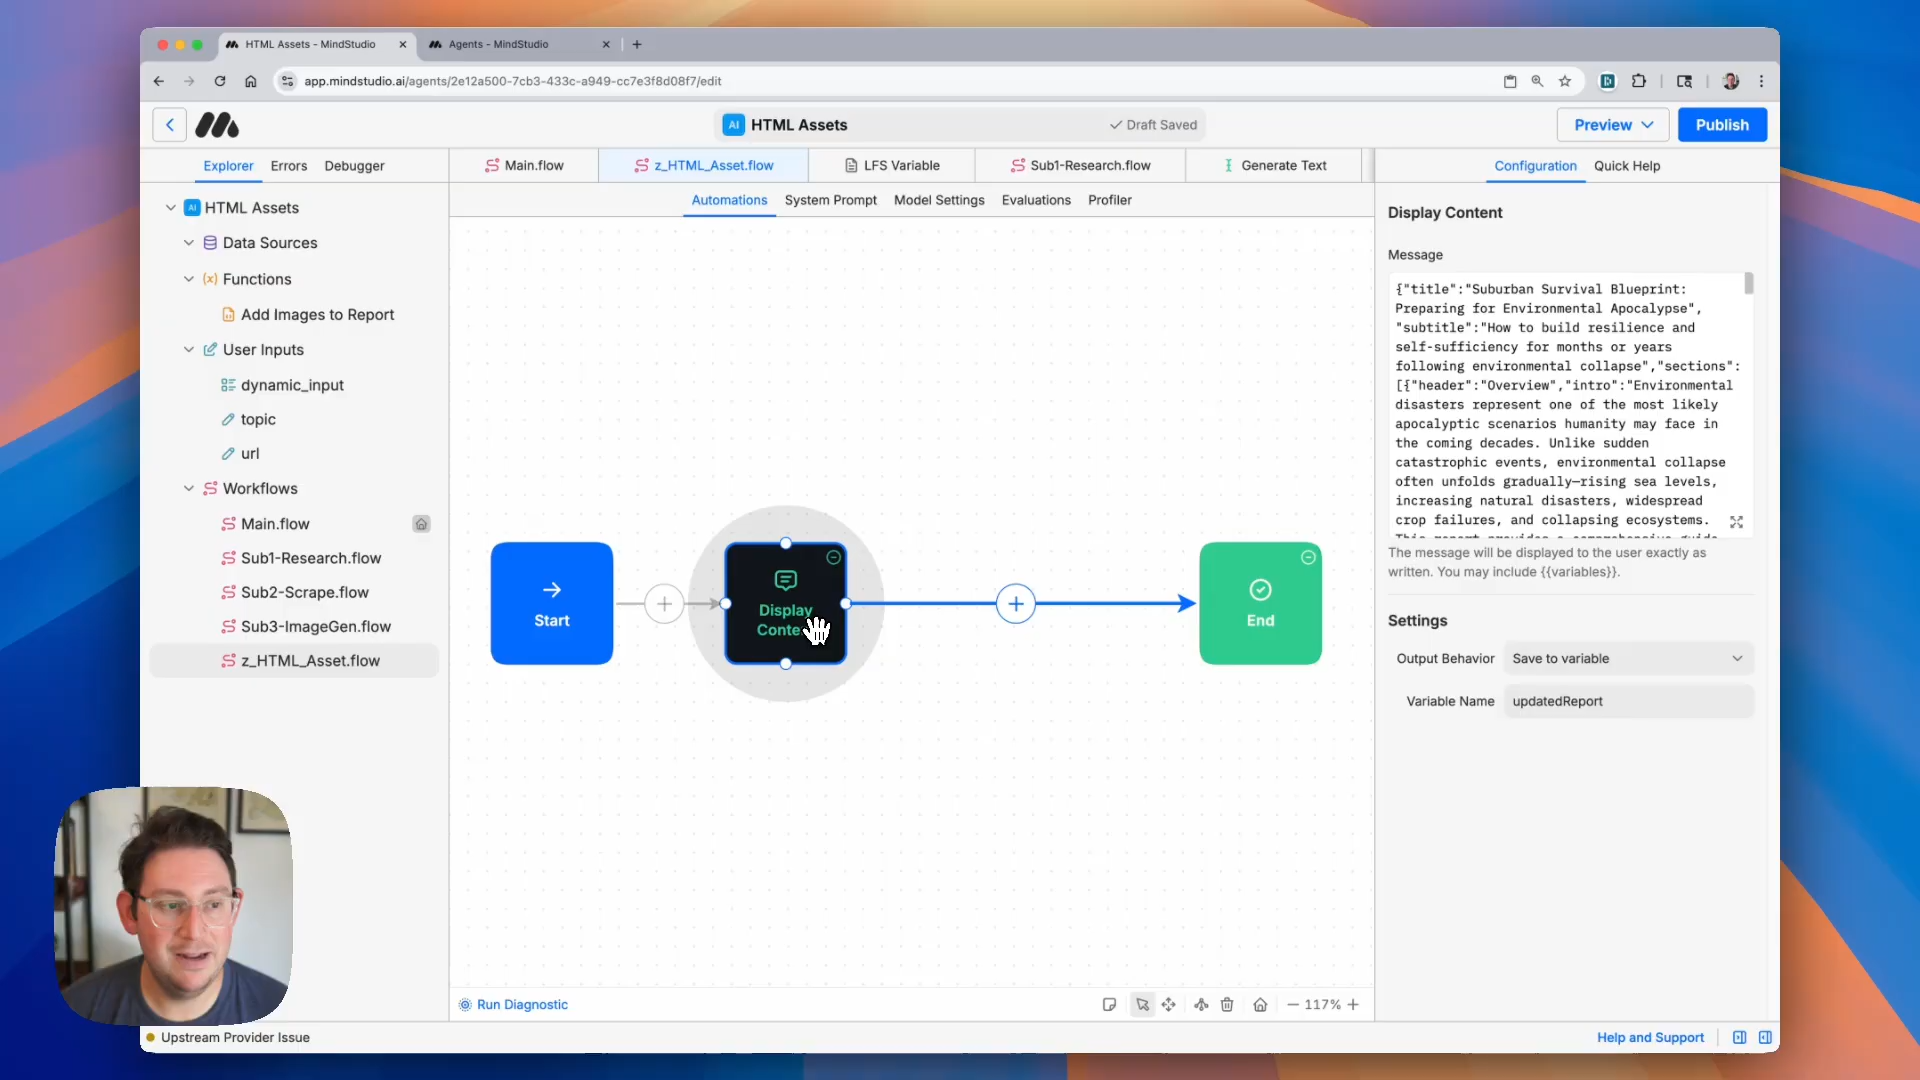 HTML Assets - MindStudio
Agents - MindStudio
app.mindstudio.ai/agents/2e12a500-7cb3-433c-a949-cc7e3f8d08f7/edit
AI HTML Assets
Draft Saved
Preview
Publish
Explorer
Errors
Debugger
Main.flow
z_HTML_Asset.flow
LFS Variable
Sub1-Research.flow
Generate Text
Configuration
Quick Help
Automations
System Prompt
Model Settings
Evaluations
Profiler
AI HTML Assets
Data Sources
Functions
Add Images to Report
User Inputs
dynamic_input
topic
url
Workflows
Main.flow
Sub1-Research.flow
Sub2-Scrape.flow
Sub3-ImageGen.flow
z_HTML_Asset.flow
Start
Display
Conte
End
Display Content
Message
{"title":"Suburban Survival Blueprint:
Preparing for Environmental Apocalypse",
"subtitle":"How to build resilience and
self-sufficiency for months or years
following environmental collapse","sections":
[{"header":"Overview","intro":"Environmental
disasters represent one of the most likely
apocalyptic scenarios humanity may face in
the coming decades. Unlike sudden
catastrophic events, environmental collapse
often unfolds gradually—rising sea levels,
increasing natural disasters, widespread
crop failures, and collapsing ecosystems.
The message will be displayed to the user exactly as
written. You may include {{variables}}.
Settings
Output Behavior
Save to variable
Variable Name
updatedReport
Run Diagnostic
117%
Upstream Provider Issue
Help and Support